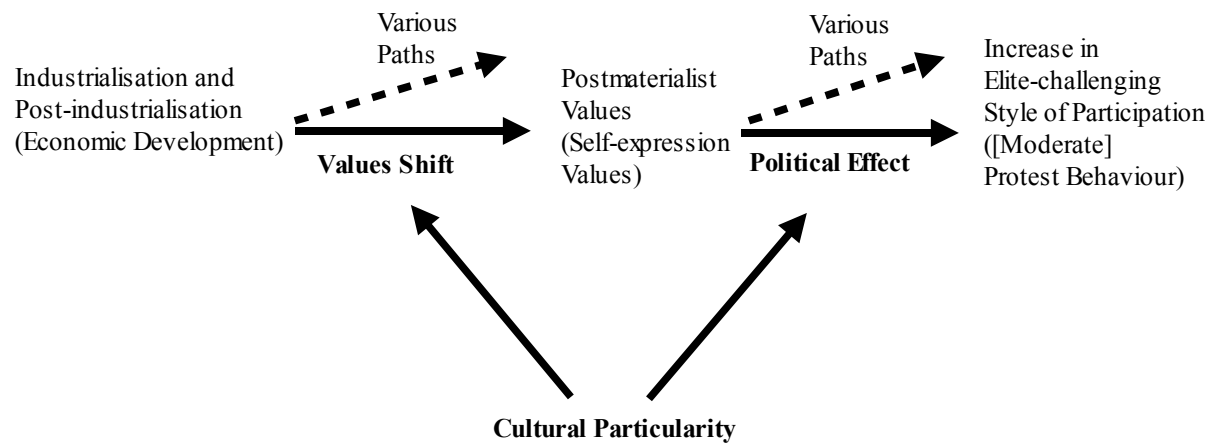 Various
Paths
Industrialisation and
Post-industrialisation
(Economic Development)
Values Shift
Postmaterialist
Values
(Self-expression
Values)
Various
Paths
Political Effect
Increase in
Elite-challenging
Style of Participation
([Moderate]
Protest Behaviour)
Cultural Particularity